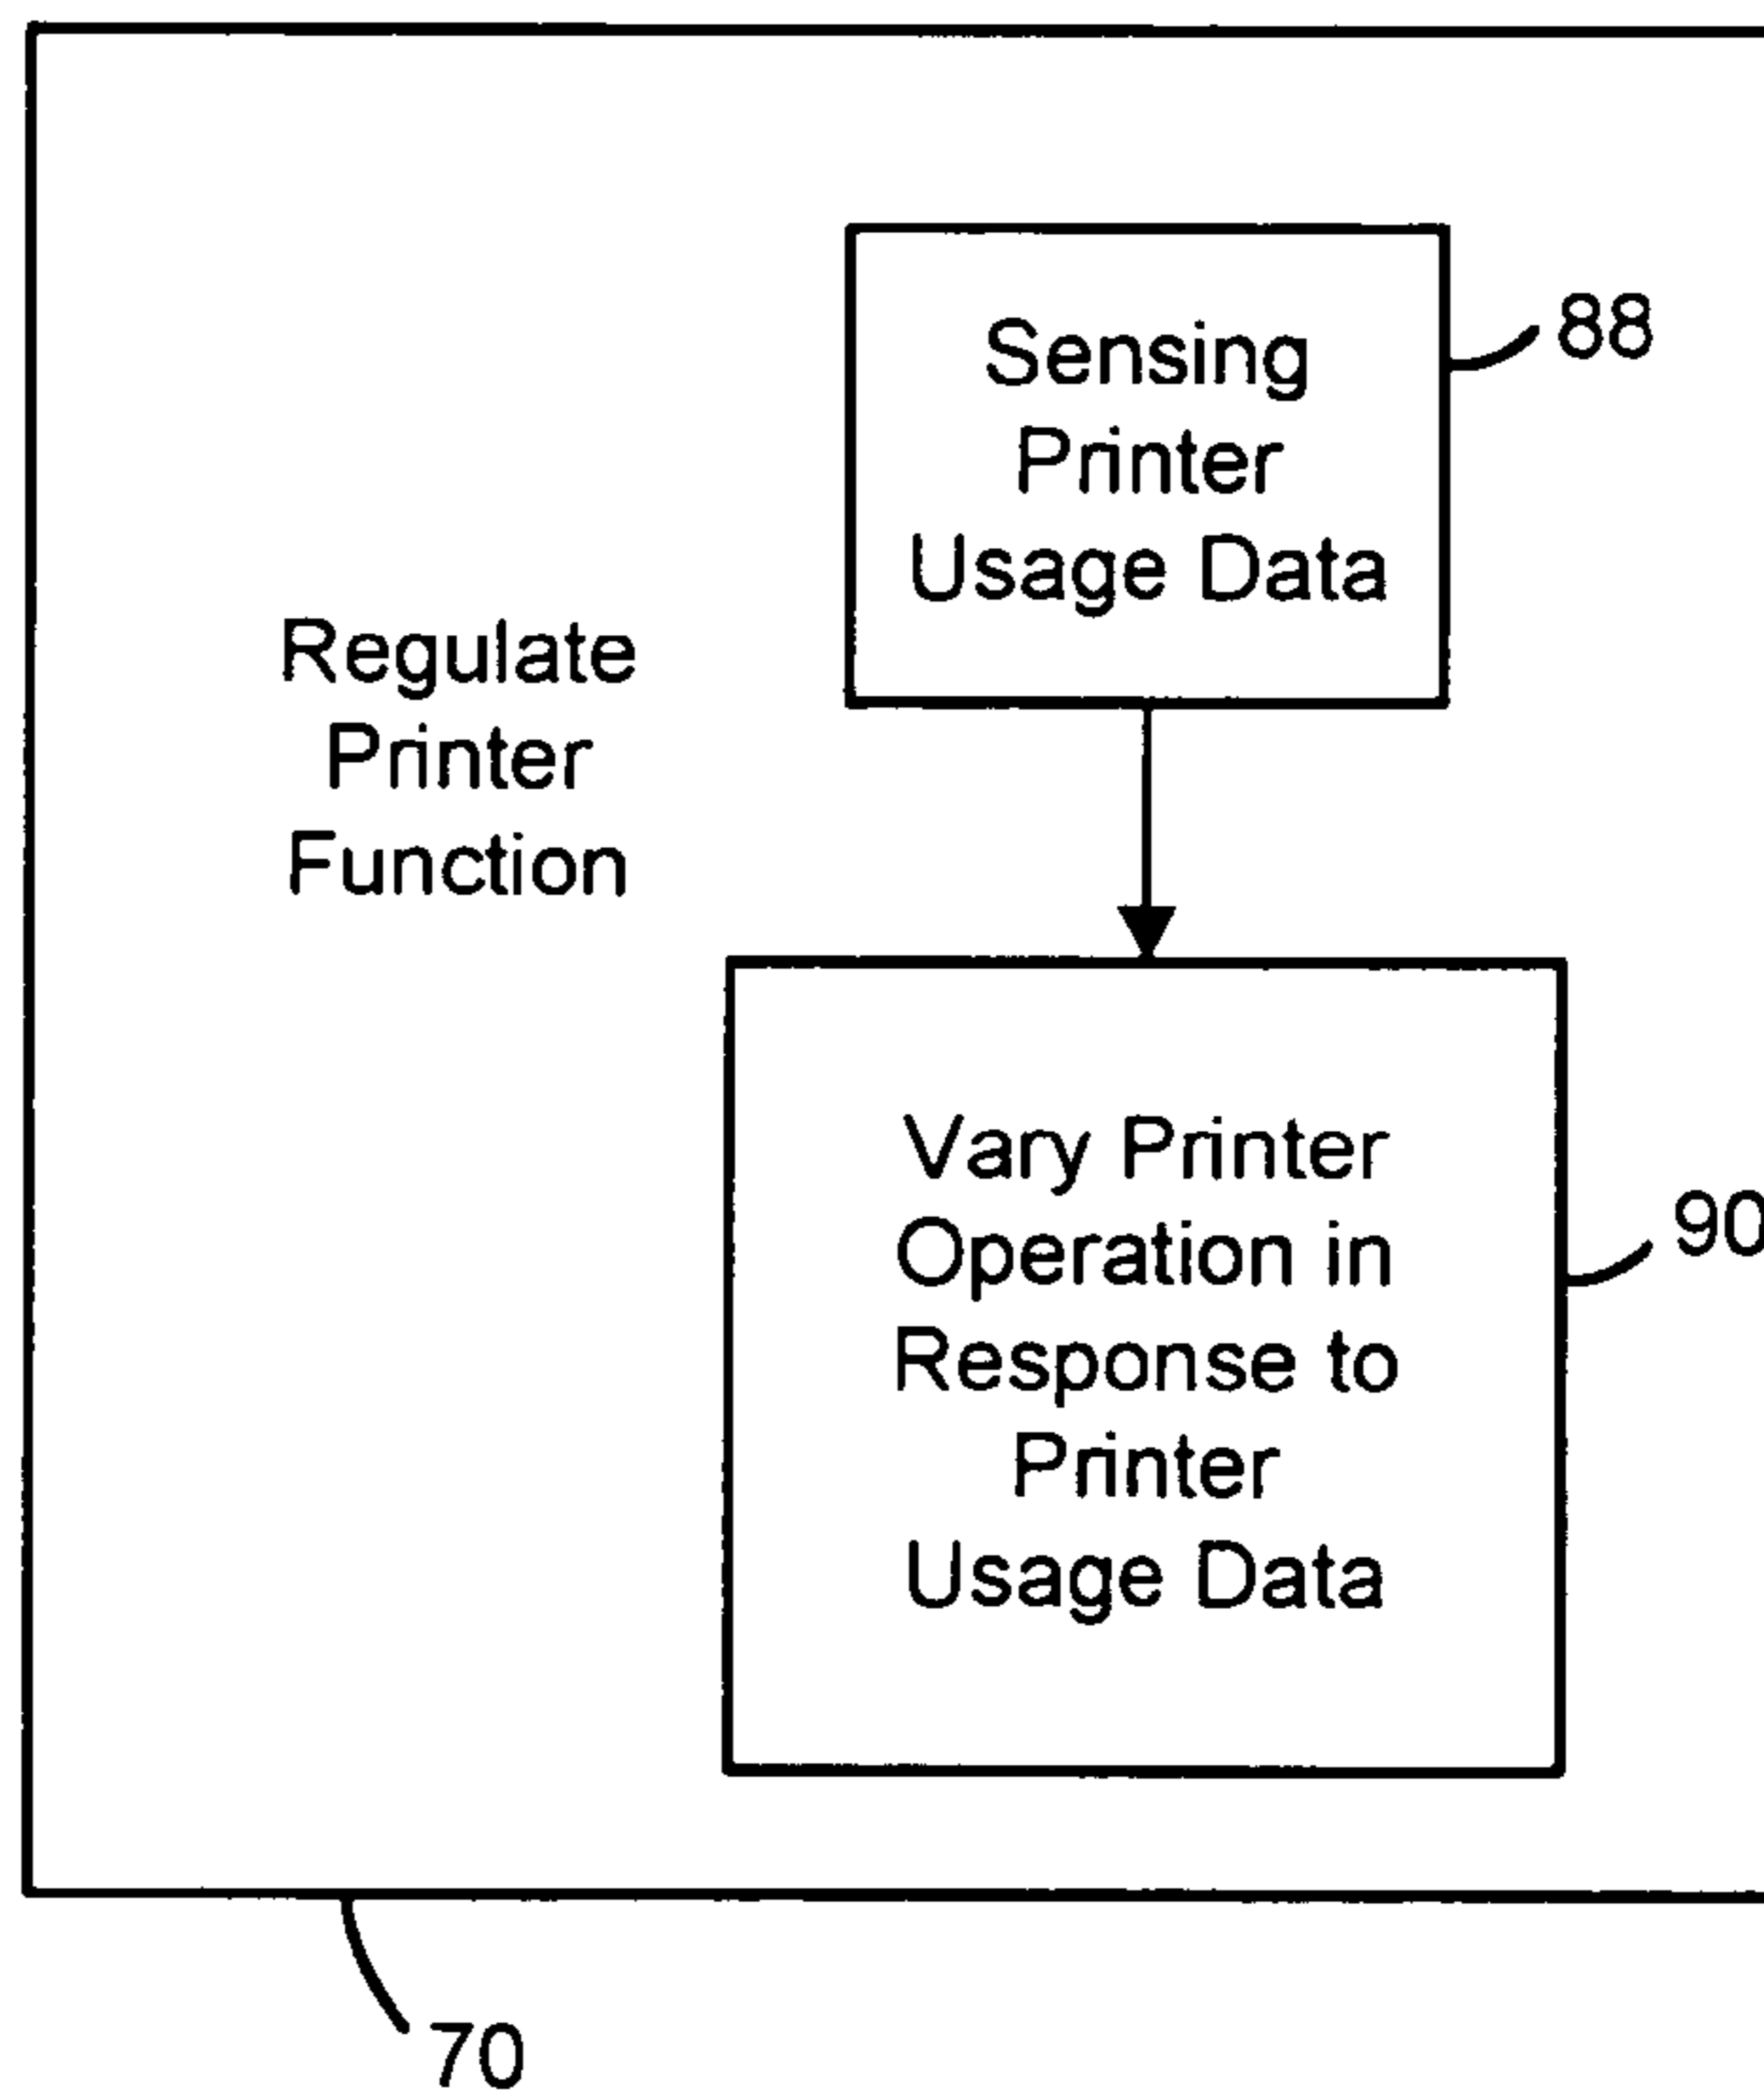 Sensing
Printer
Usage Data
88
Regulate
Printer
Function
Vary Printer
Operation in
Response to
Printer
Usage Data
90
70